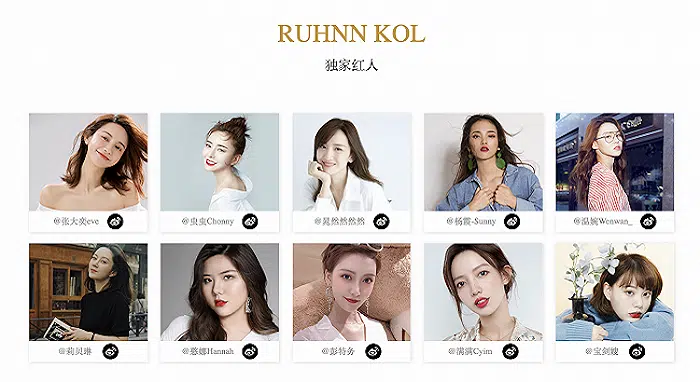 RUHNN KOL
独家红人
@张大奕eve
@虫虫Chonny
@晁然然然然
@杨霞-Sunny
@温婉Wenwan_
@莉贝琳
@憨娜Hannah
@彭特务
@满满Cyim
@宝剑嫂